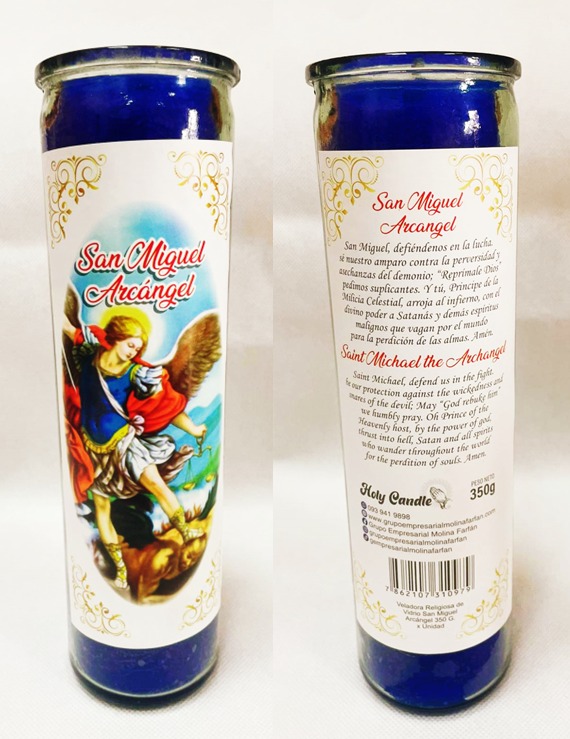 San Miguel
Arcángel
San Miguel
Arcangel
San Miguel, defiéndenos en la lucha.
sé nuestro amparo contra la perversidad y
asechanzas del demonio; “Reprimale Dios”
pedimos suplicantes. Y tú, Príncipe de la
Milicia Celestial, arroja al infierno, con el
divino poder a Satanás y demás espíritus
malignos que vagan por el mundo
para la perdición de las almas. Amén.
Saint Michael the Archangel
Saint Michael, defend us in the fight.
be our protection against the wickedness and
snares of the devil; May “God rebuke him”
we humbly pray. Oh Prince of the
Heavenly host, by the power of god,
thrust into hell, Satan and all spirits
who wander throughout the world
for the perdition of souls. Amen.
Holy Candle
PESO NETO
350g
093 941 9898
www.grupoempresarialmolinafarfan.com
Grupo Empresarial Molina Farfán
grupoempresarialmolinafarfan
gempresarialmolinafarfan
7 862107 310979
Veladora Religiosa de
Vidrio San Miguel
Arcángel 350 G.
x Unidad